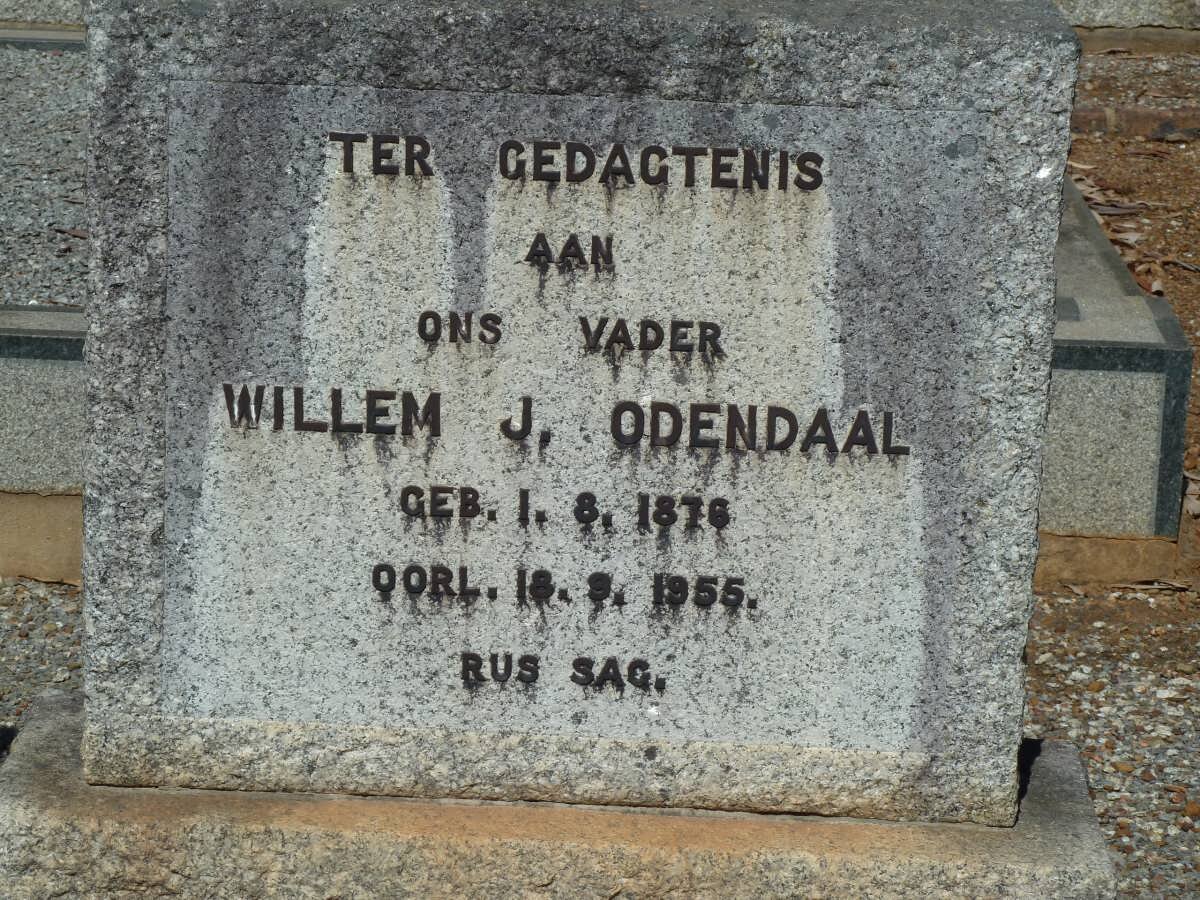 TER GEDAGTENIS
AAN
ONS VADER
WILLEM J. ODENDAAL
GEB. 1. 8. 1876
OORL. 18. 9. 1955.
RUS SAG.